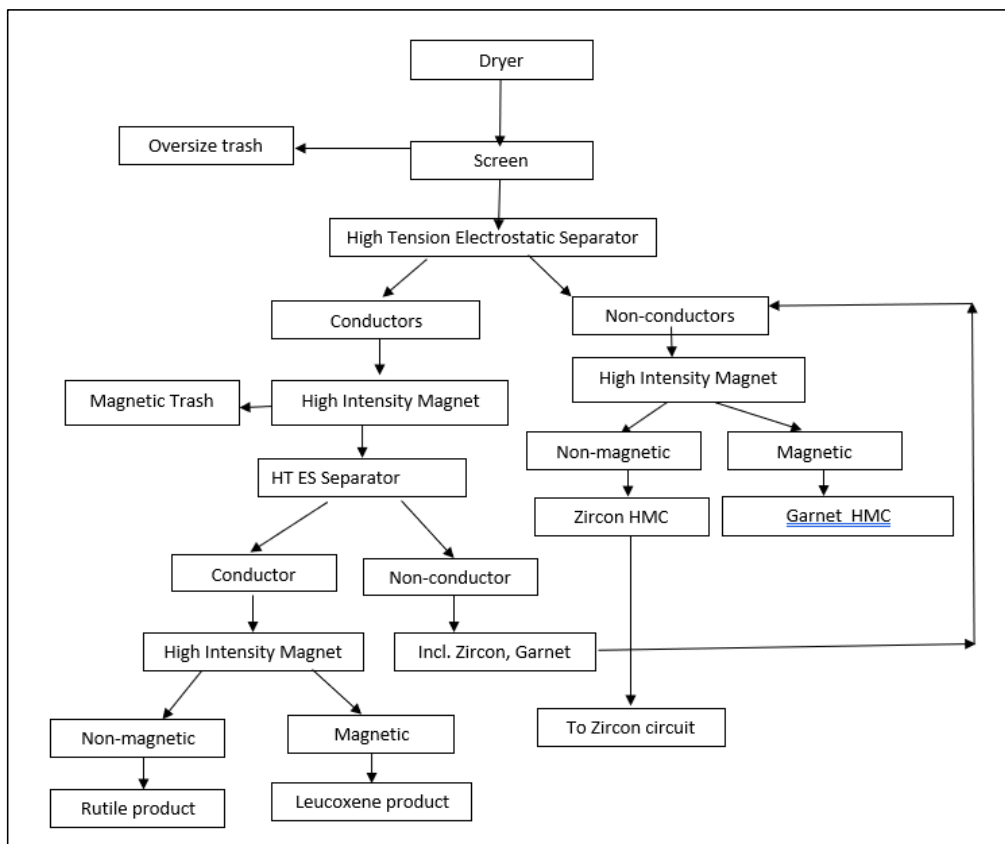 Dryer
Oversize trash
Screen
High Tension Electrostatic Separator
Conductors
Non-conductors
High Intensity Magnet
Magnetic Trash
High Intensity Magnet
Non-magnetic
Magnetic
HT ES Separator
Zircon HMC
Garnet HMC
Conductor
Non-conductor
High Intensity Magnet
Incl. Zircon, Garnet
To Zircon circuit
Non-magnetic
Magnetic
Rutile product
Leucoxene product